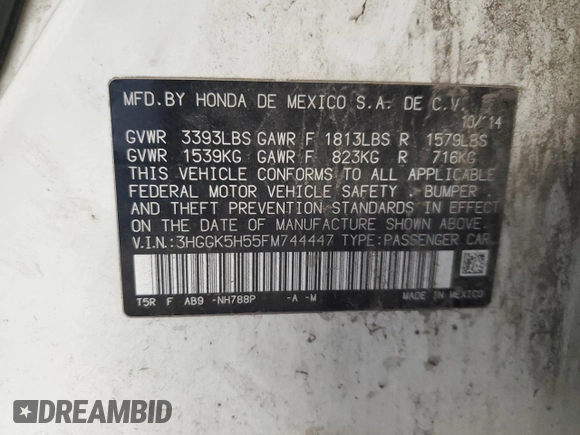 MFD.BY HONDA DE MEXICO S.A. DE C.V.
10/'14
GVWR 3393LBS GAWR F 1813LBS R 1579LBS
GVWR 1539KG GAWR F 823KG R 716KG
THIS VEHICLE CONFORMS TO ALL APPLICABLE
FEDERAL MOTOR VEHICLE SAFETY , BUMPER ,
AND THEFT PREVENTION STANDARDS IN EFFECT
ON THE DATE OF MANUFACTURE SHOWN ABOVE.
V.I.N.:3HGGK5H55FM744447 TYPE:PASSENGER CAR
T5R F AB9 -NH788P -A -M MADE IN MEXICO
DREAMBID